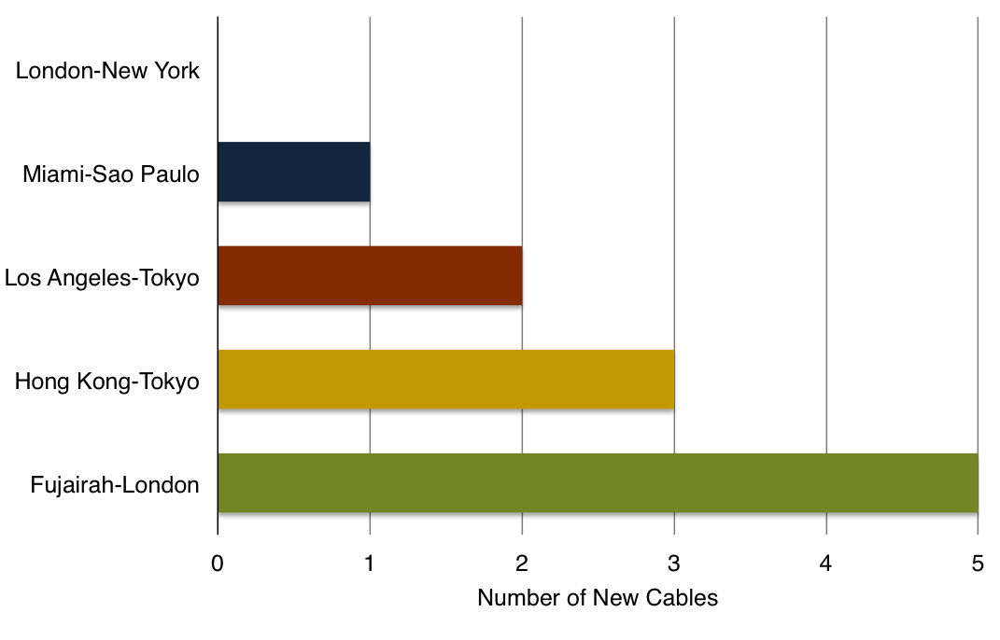 London-New York
Miami-Sao Paulo
Los Angeles-Tokyo
Hong Kong-Tokyo
Fujairah-London
0 1 2 3 4 5
Number of New Cables